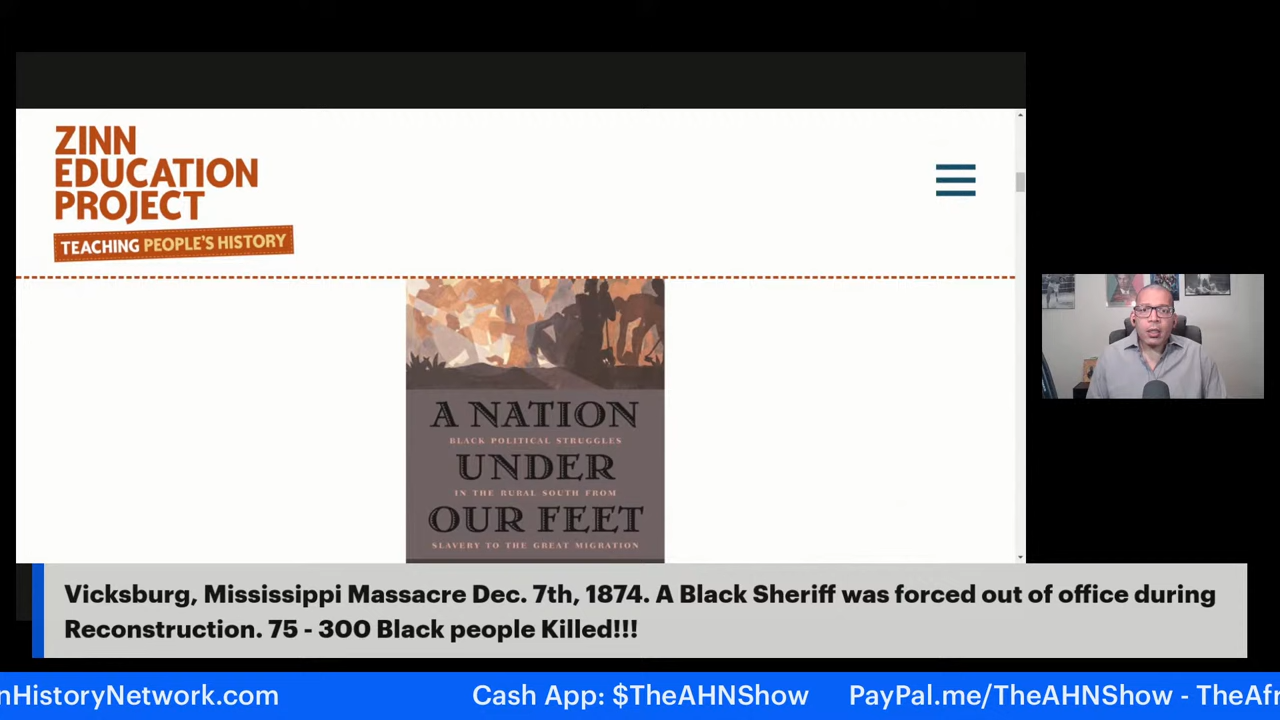 ZINN
EDUCATION
PROJECT
TEACHING PEOPLE'S HISTORY
A NATION
BLACK POLITICAL STRUGGLES
UNDER
IN THE RURAL SOUTH FROM
OUR FEET
SLAVERY TO THE GREAT MIGRATION
Vicksburg, Mississippi Massacre Dec. 7th, 1874. A Black Sheriff was forced out of office during
Reconstruction. 75 - 300 Black people Killed!!!
nHistoryNetwork.com Cash App: $TheAHNShow PayPal.me/TheAHNShow - TheAfr